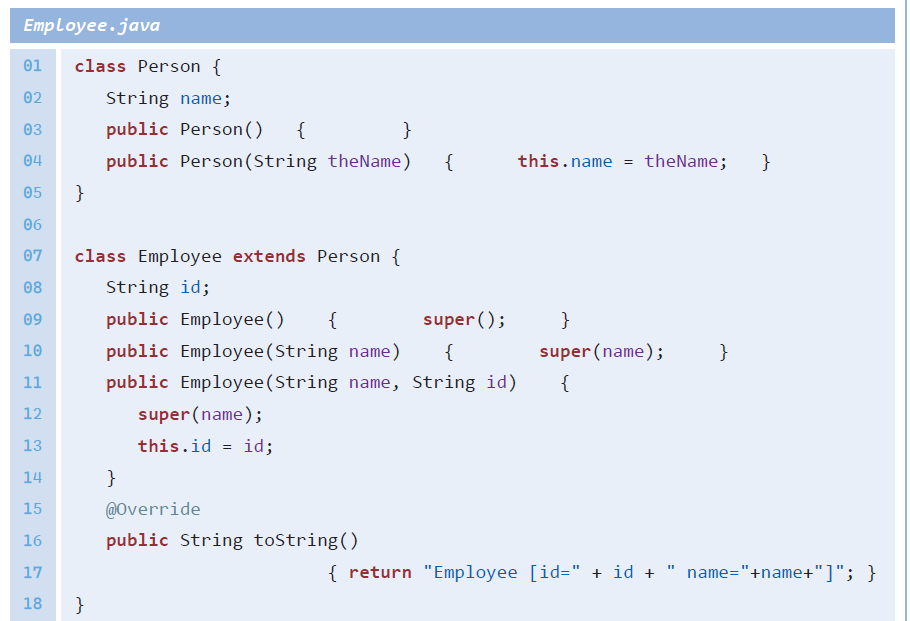 Employee.java
01 class Person {
02 String name;
03 public Person() { }
04 public Person(String theName) { this.name = theName; }
05 }
06
07 class Employee extends Person {
08 String id;
09 public Employee() { super(); }
10 public Employee(String name) { super(name); }
11 public Employee(String name, String id) {
12 super(name);
13 this.id = id;
14 }
15 @Override
16 public String toString()
17 { return "Employee [id=" + id + " name="+name+"]"; }
18 }